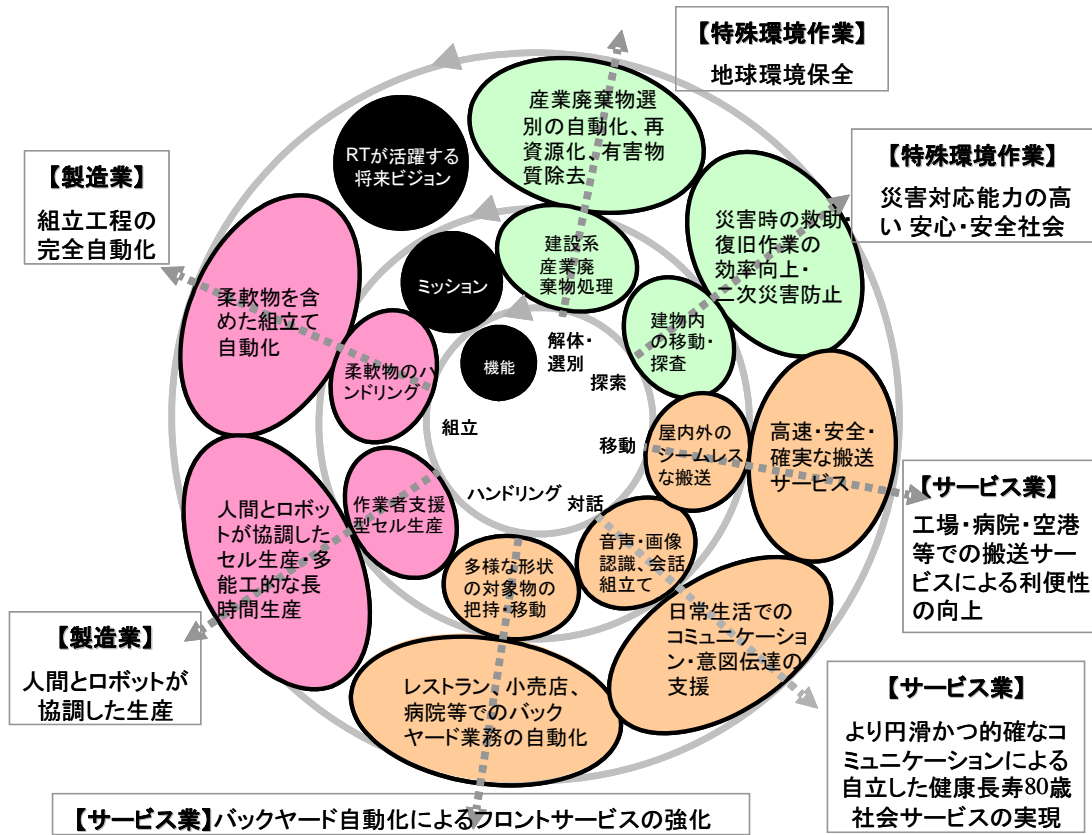 【特殊環境作業】
地球環境保全
産業廃棄物選
別の自動化、再
資源化、有害物
質除去
RTが活躍する
将来ビジョン
【特殊環境作業】
災害対応能力の高
い 安心・安全社会
【製造業】
組立工程の
完全自動化
災害時の救助・
復旧作業の
効率向上・
二次災害防止
建設系
産業廃
棄物処理
ミッション
柔軟物を含
めた組立て
自動化
建物内
の移動・
探査
解体・
選別
機能
探索
柔軟物のハ
ンドリング
組立
移動
屋内外の
シームレス
な搬送
高速・安全・
確実な搬送
サービス
【サービス業】
工場・病院・空港
等での搬送サー
ビスによる利便性
の向上
ハンドリング
対話
作業者支援
型セル生産
人間とロボッ
トが協調した
セル生産・多
能工的な長
時間生産
音声・画像
認識、会話
組立て
多様な形状
の対象物の
把持・移動
日常生活での
コミュニケーショ
ン・意図伝達の
支援
【製造業】
人間とロボットが
協調した生産
レストラン、小売店、
病院等でのバック
ヤード業務の自動化
【サービス業】
より円滑かつ的確なコ
ミュニケーションによる
自立した健康長寿80歳
社会サービスの実現
【サービス業】バックヤード自動化によるフロントサービスの強化